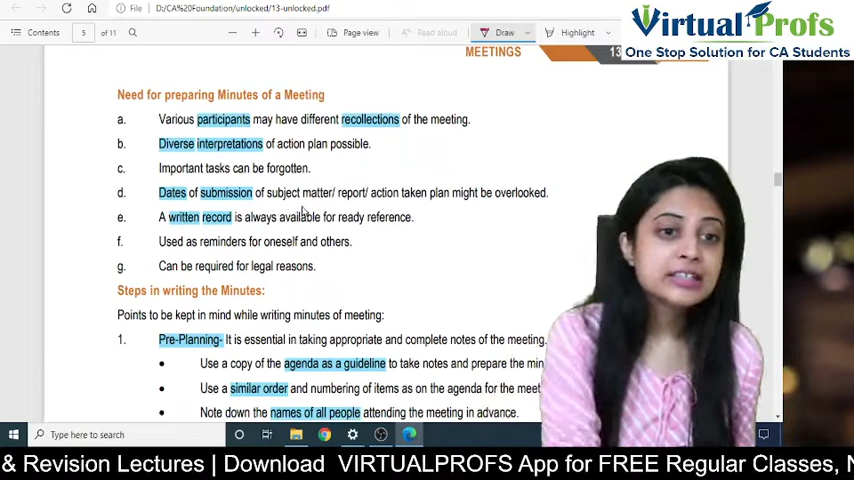 File D:/CA%20Foundation/unlocked/13-unlocked.pdf
Contents 5 of 11 Page view Read aloud Draw Highlight
Virtual Profs
One Stop Solution for CA Students
MEETINGS 13
Need for preparing Minutes of a Meeting
a. Various participants may have different recollections of the meeting.
b. Diverse interpretations of action plan possible.
c. Important tasks can be forgotten.
d. Dates of submission of subject matter/ report/ action taken plan might be overlooked.
e. A written record is always available for ready reference.
f. Used as reminders for oneself and others.
g. Can be required for legal reasons.
Steps in writing the Minutes:
Points to be kept in mind while writing minutes of meeting:
1. Pre-Planning- It is essential in taking appropriate and complete notes of the meeting.
• Use a copy of the agenda as a guideline to take notes and prepare the min
• Use a similar order and numbering of items as on the agenda for the meet
• Note down the names of all people attending the meeting in advance.
Type here to search
& Revision Lectures | Download VIRTUALPROFS App for FREE Regular Classes, N